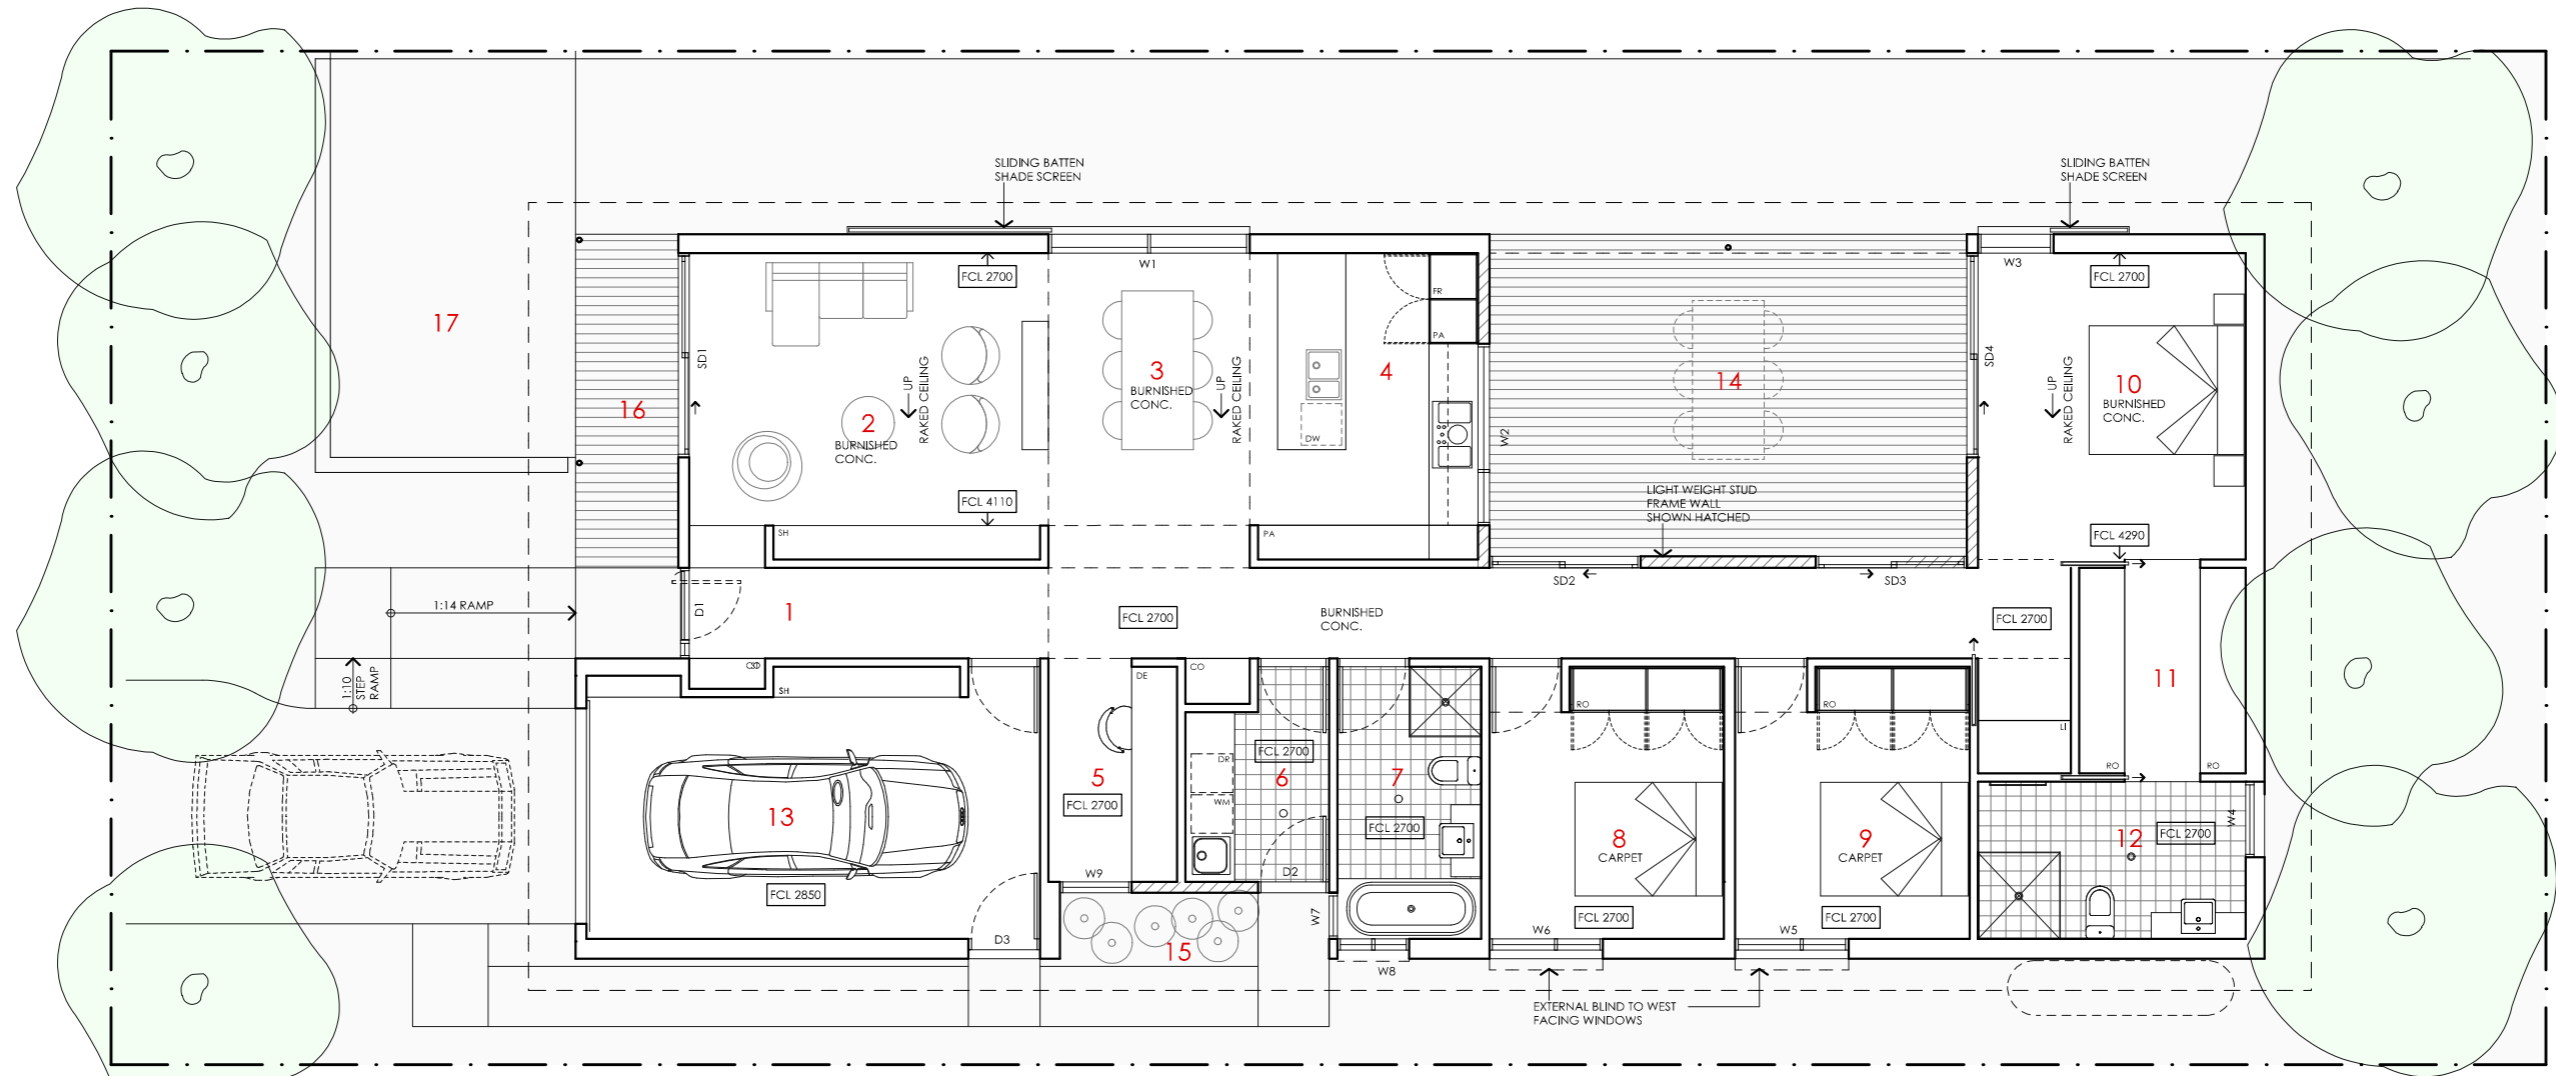 SLIDING BATTEN
SHADE SCREEN
SLIDING BATTEN
SHADE SCREEN
W1
W3
FCL 2700
FCL 2700
FR
PA
17
SD1
UP
RAKED CEILING
3
BURNISHED
CONC.
UP
RAKED CEILING
4
14
SD4
UP
RAKED CEILING
10
BURNISHED
CONC.
16
2
BURNISHED
CONC.
DW
W2
FCL 4110
LIGHT WEIGHT STUD
FRAME WALL
SHOWN HATCHED
SH
PA
FCL 4290
SD2
SD3
1:14 RAMP
D1
1
FCL 2700
BURNISHED
CONC.
FCL 2700
1:10
STEP
RAMP
SH
DE
CO
RO
RO
11
LI
RO
RO
DR
FCL 2700
WM
5
FCL 2700
6
7
FCL 2700
13
FCL 2850
8
CARPET
FCL 2700
9
CARPET
FCL 2700
12
FCL 2700
W4
W9
D2
W7
D3
15
W8
W6
W5
EXTERNAL BLIND TO WEST
FACING WINDOWS